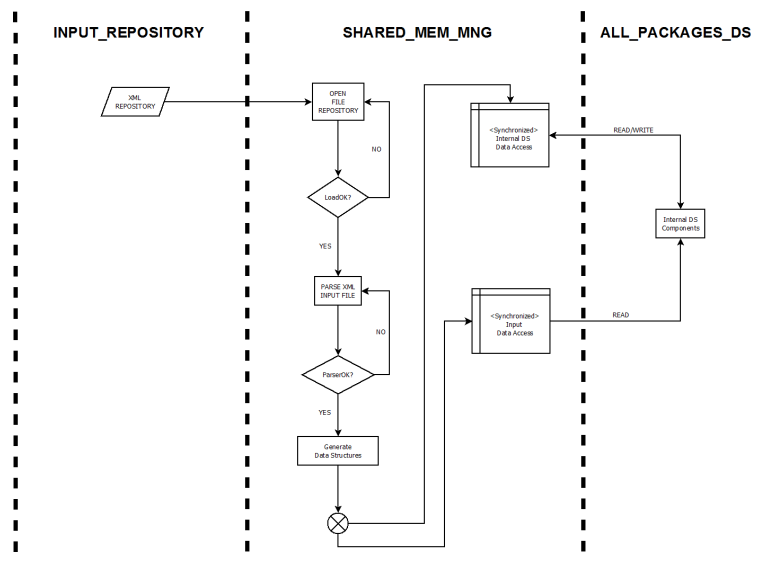 INPUT_REPOSITORY
SHARED_MEM_MNG
ALL_PACKAGES_DS
XML
REPOSITORY
OPEN
FILE
REPOSITORY
NO
LoadOK?
YES
PARSE XML
INPUT FILE
NO
ParserOK?
YES
Generate
Data Structures
<Synchronized>
Internal DS
Data Access
READ/WRITE
Internal DS
Components
<Synchronized>
Input
Data Access
READ